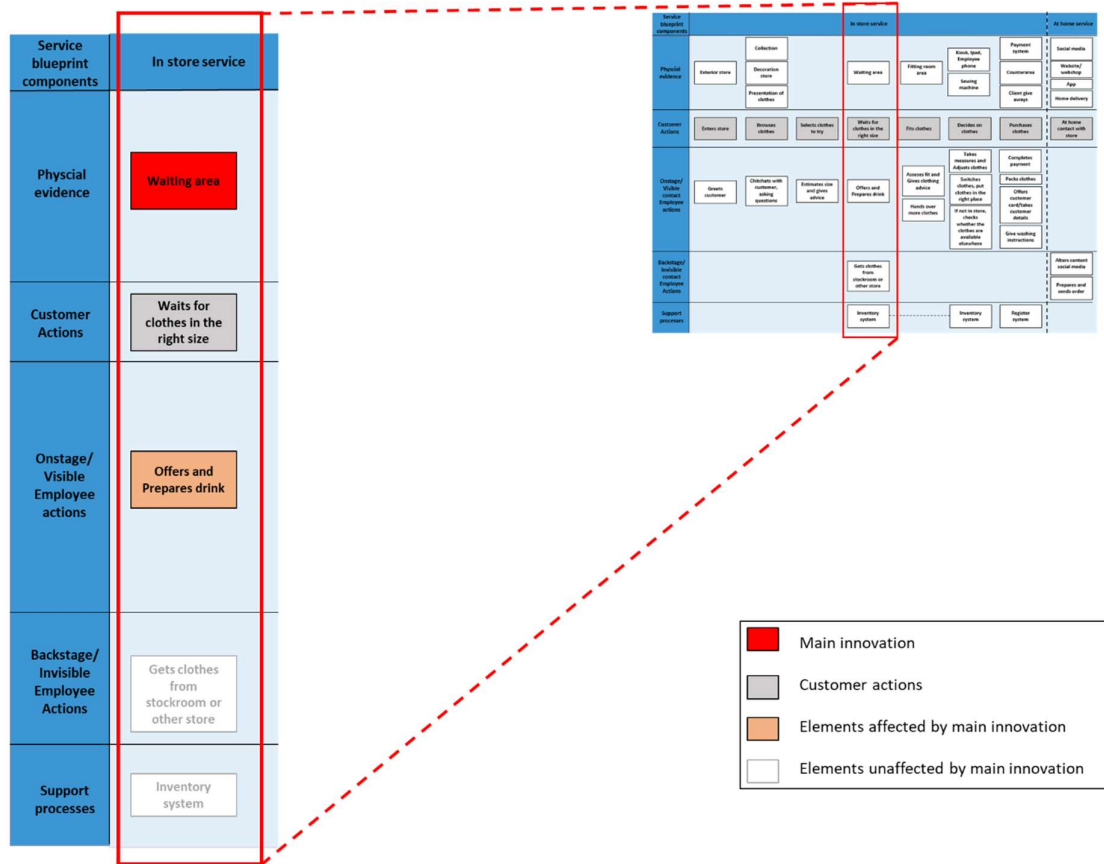 Service
blueprint
components
In store service
Physcial
evidence
Waiting area
Customer
Actions
Waits for
clothes in the
right size
Onstage/
Visible
Employee
actions
Offers and
Prepares drink
Backstage/
Invisible
Employee
Actions
Gets clothes
from
stockroom or
other store
Support
processes
Inventory
system
Service
blueprint
components
In store service
At home service
Physcial
evidence
Exterior store
Collection
Decoration
store
Presentation of
clothes
Waiting area
Fitting room
area
Kiosk, Ipad,
Employee
phone
Sewing
machine
Payment
system
Counterarea
Client give
aways
Social media
Website/
webshop
App
Home delivery
Customer
Actions
Enters store
Browses
clothes
Selects clothes
to try
Waits for
clothes in the
right size
Fits clothes
Decides on
clothes
Purchases
clothes
At home
contact with
store
Onstage/
Visible
contact
Employee
actions
Greets
customer
Chitchats with
customer,
asking
questions
Estimates size
and gives
advice
Offers and
Prepares drink
Assesses fit and
Gives clothing
advice
Hands over
more clothes
Takes
measures and
Adjusts clothes
Switches
clothes, put
clothes in the
right place
If not in store,
checks
whether the
clothes are
available
elsewhere
Completes
payment
Packs clothes
Offers
customer
card/takes
customer
details
Give washing
instructions
Backstage/
Invisible
contact
Employee
Actions
Gets clothes
from
stockroom or
other store
Alters content
social media
Prepares and
sends order
Support
processes
Inventory
system
Inventory
system
Register
system
Main innovation
Customer actions
Elements affected by main innovation
Elements unaffected by main innovation